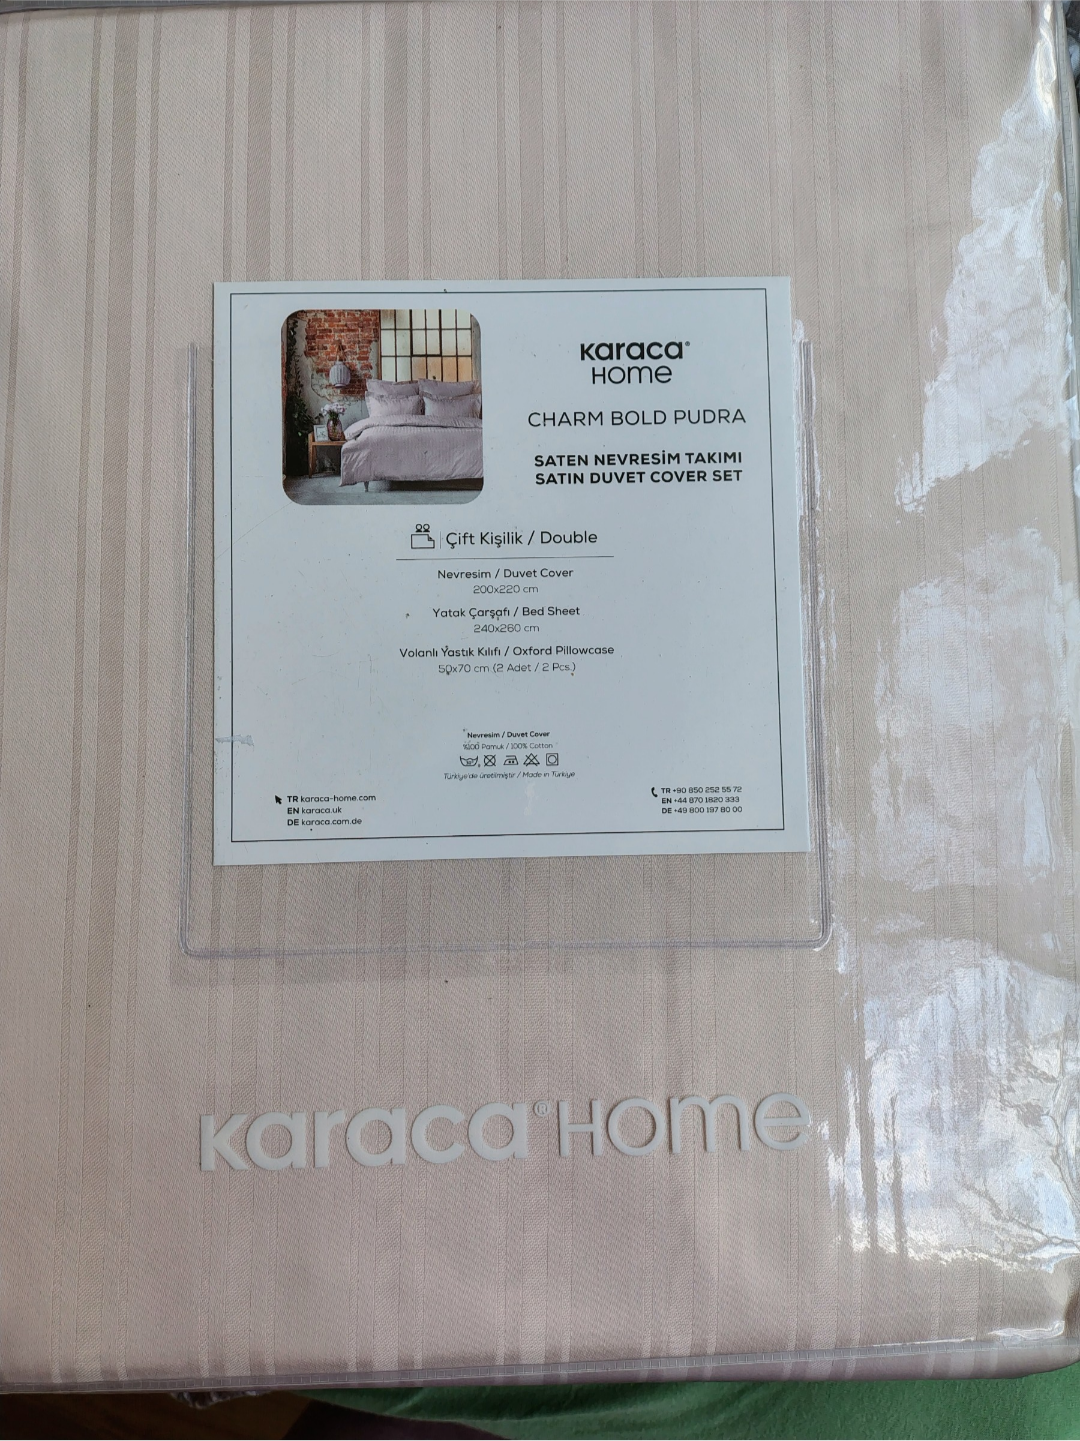 Karaca®
Home
CHARM BOLD PUDRA
SATEN NEVRESİM TAKIMI
SATIN DUVET COVER SET
Çift Kişilik / Double
Nevresim / Duvet Cover
200x220 cm
Yatak Çarşafı / Bed Sheet
240x260 cm
Volanlı Yastık Kılıfı / Oxford Pillowcase
50x70 cm (2 Adet / 2 Pcs.)
Nevresim / Duvet Cover
%100 Pamuk / 100% Cotton
Türkiye'de üretilmiştir / Made in Türkiye
TR karaca-home.com
EN karaca.uk
DE karaca.com.de
TR +90 850 252 55 72
EN +44 870 1820 333
DE +49 800 197 80 00
Karaca® Home